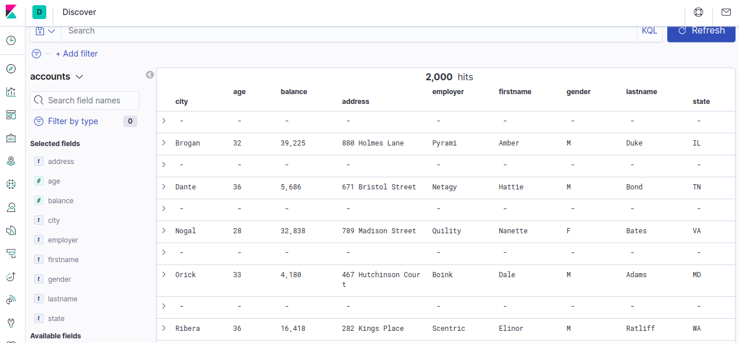 D Discover
Search KQL Refresh
+ Add filter
accounts
2,000 hits
Search field names
Filter by type 0
Selected fields
t address
# age
# balance
t city
t employer
t firstname
t gender
t lastname
t state
Available fields
city age balance address employer firstname gender lastname state
- - - - - - - - -
Brogan 32 39,225 880 Holmes Lane Pyrami Amber M Duke IL
- - - - - - - - -
Dante 36 5,686 671 Bristol Street Netagy Hattie M Bond TN
- - - - - - - - -
Nogal 28 32,838 789 Madison Street Quility Nanette F Bates VA
- - - - - - - - -
Orick 33 4,180 467 Hutchinson Cour Boink Dale M Adams MD
t
- - - - - - - - -
Ribera 36 16,418 282 Kings Place Scentric Elinor M Ratliff WA